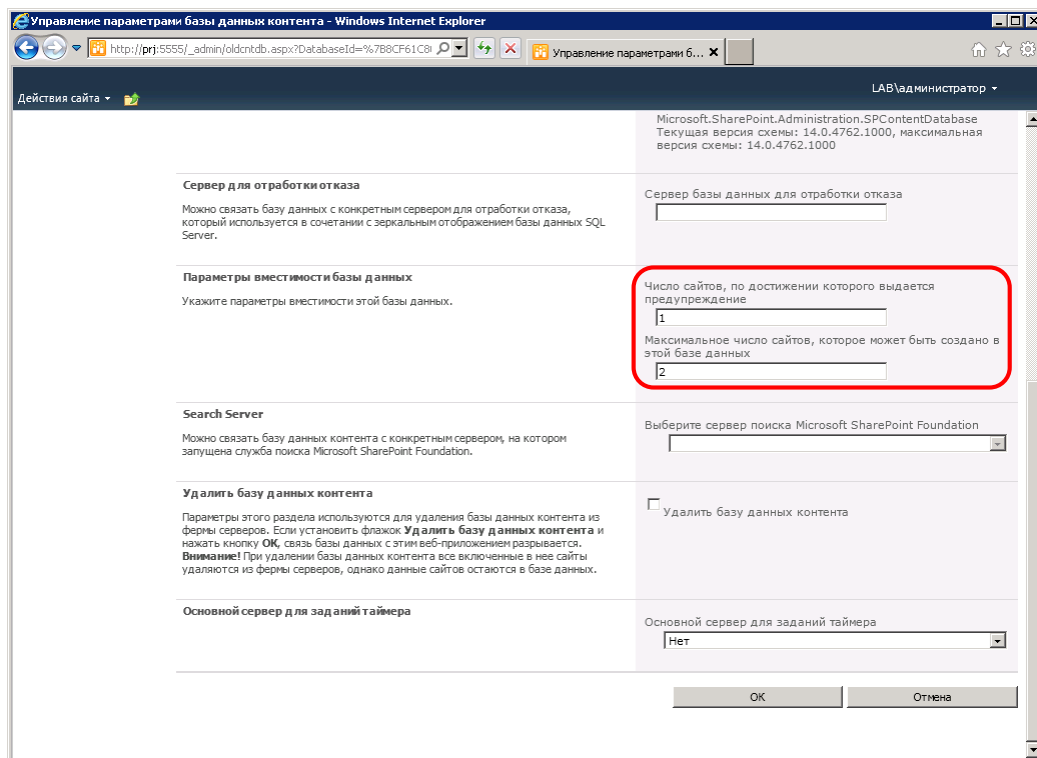 Управление параметрами базы данных контента - Windows Internet Explorer
http://prj:5555/_admin/oldcntdb.aspx?DatabaseId=%7B8CF61C8
Управление параметрами б...
LAB\администратор
Действия сайта
Microsoft.SharePoint.Administration.SPContentDatabase
Текущая версия схемы: 14.0.4762.1000, максимальная
версия схемы: 14.0.4762.1000
Сервер для отработки отказа
Можно связать базу данных с конкретным сервером для отработки отказа,
который используется в сочетании с зеркальным отображением базы данных SQL
Server.
Сервер базы данных для отработки отказа
Параметры вместимости базы данных
Укажите параметры вместимости этой базы данных.
Число сайтов, по достижении которого выдается
предупреждение
1
Максимальное число сайтов, которое может быть создано в
этой базе данных
2
Search Server
Можно связать базу данных контента с конкретным сервером, на котором
запущена служба поиска Microsoft SharePoint Foundation.
Выберите сервер поиска Microsoft SharePoint Foundation
Удалить базу данных контента
Параметры этого раздела используются для удаления базы данных контента из
фермы серверов. Если установить флажок Удалить базу данных контента и
нажать кнопку OK, связь базы данных с этим веб-приложением разрывается.
Внимание! При удалении базы данных контента все включенные в нее сайты
удаляются из фермы серверов, однако данные сайтов остаются в базе данных.
Удалить базу данных контента
Основной сервер для заданий таймера
Основной сервер для заданий таймера
Нет
OK
Отмена